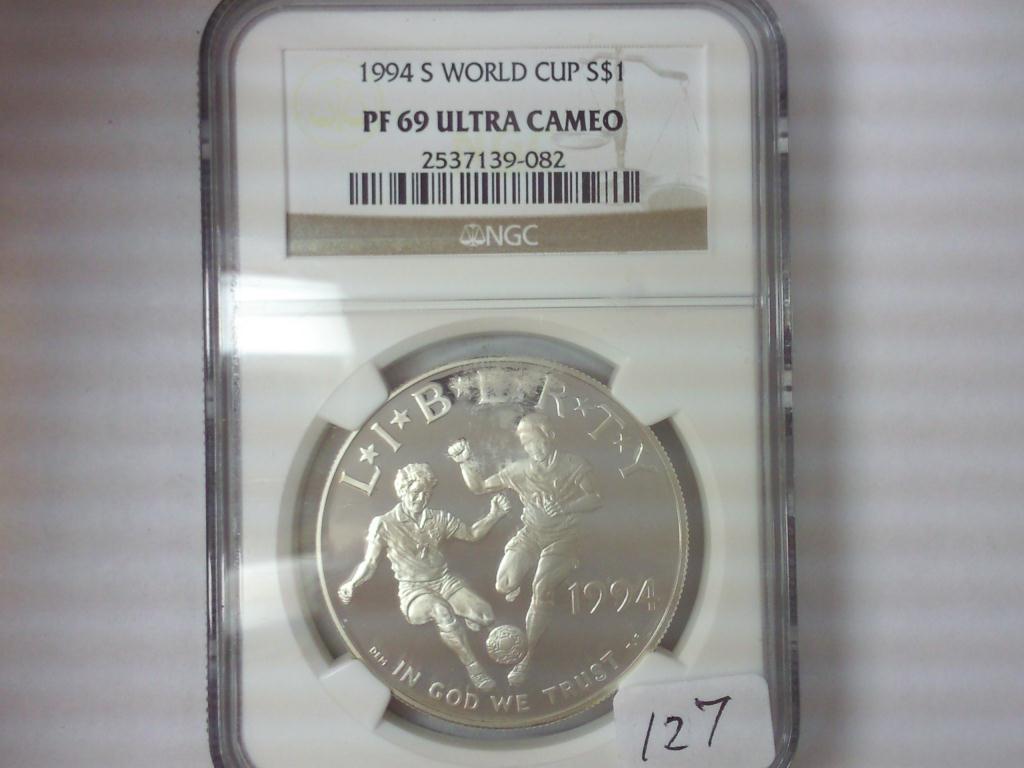 1994 S WORLD CUP S$1
PF 69 ULTRA CAMEO
2537139-082
NGC
L★I★B★E★R★T★Y
1994
IN GOD WE TRUST
127